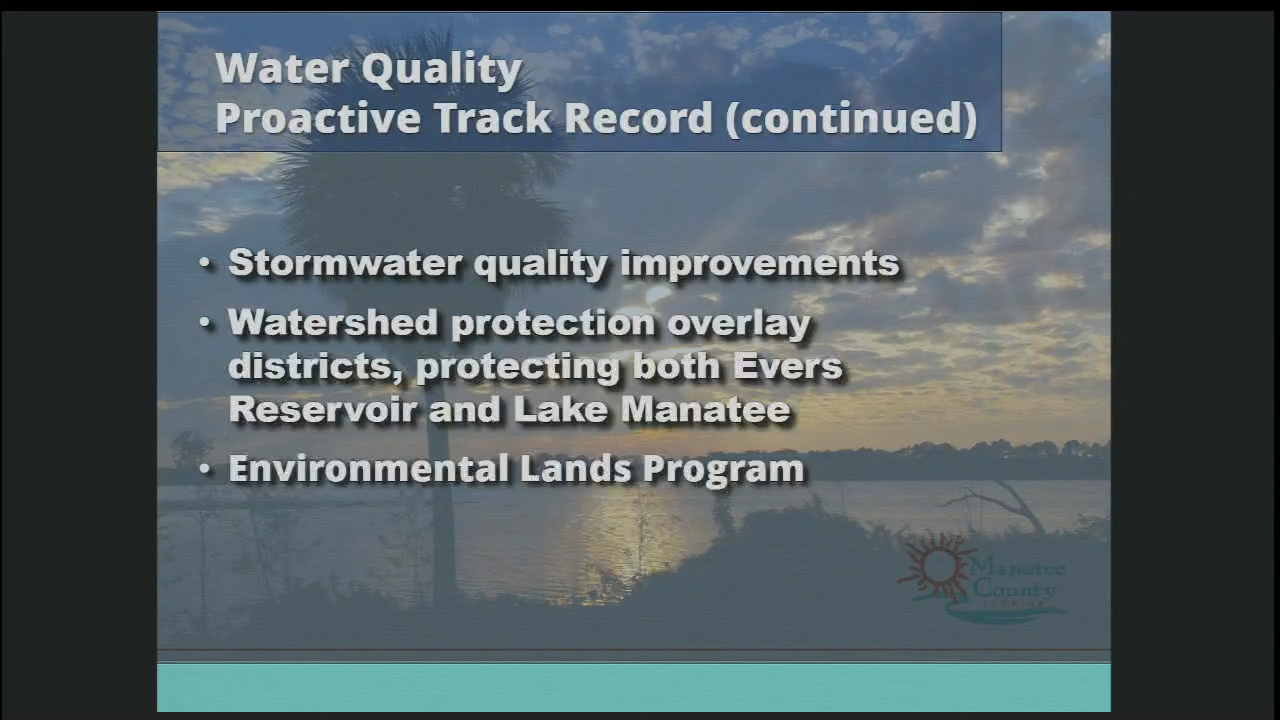 Water Quality
Proactive Track Record (continued)
• Stormwater quality improvements
• Watershed protection overlay
districts, protecting both Evers
Reservoir and Lake Manatee
• Environmental Lands Program
Manatee
County
FLORIDA